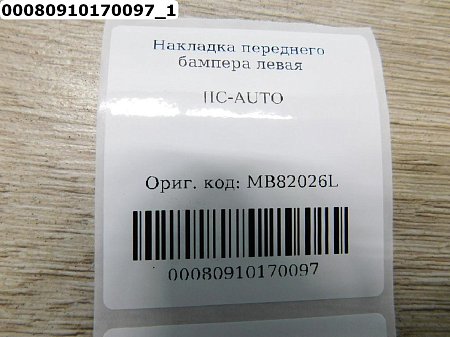 00080910170097_1
Накладка переднего
бампера левая
ПС-AUTO
Ориг. код: MB82026L
00080910170097